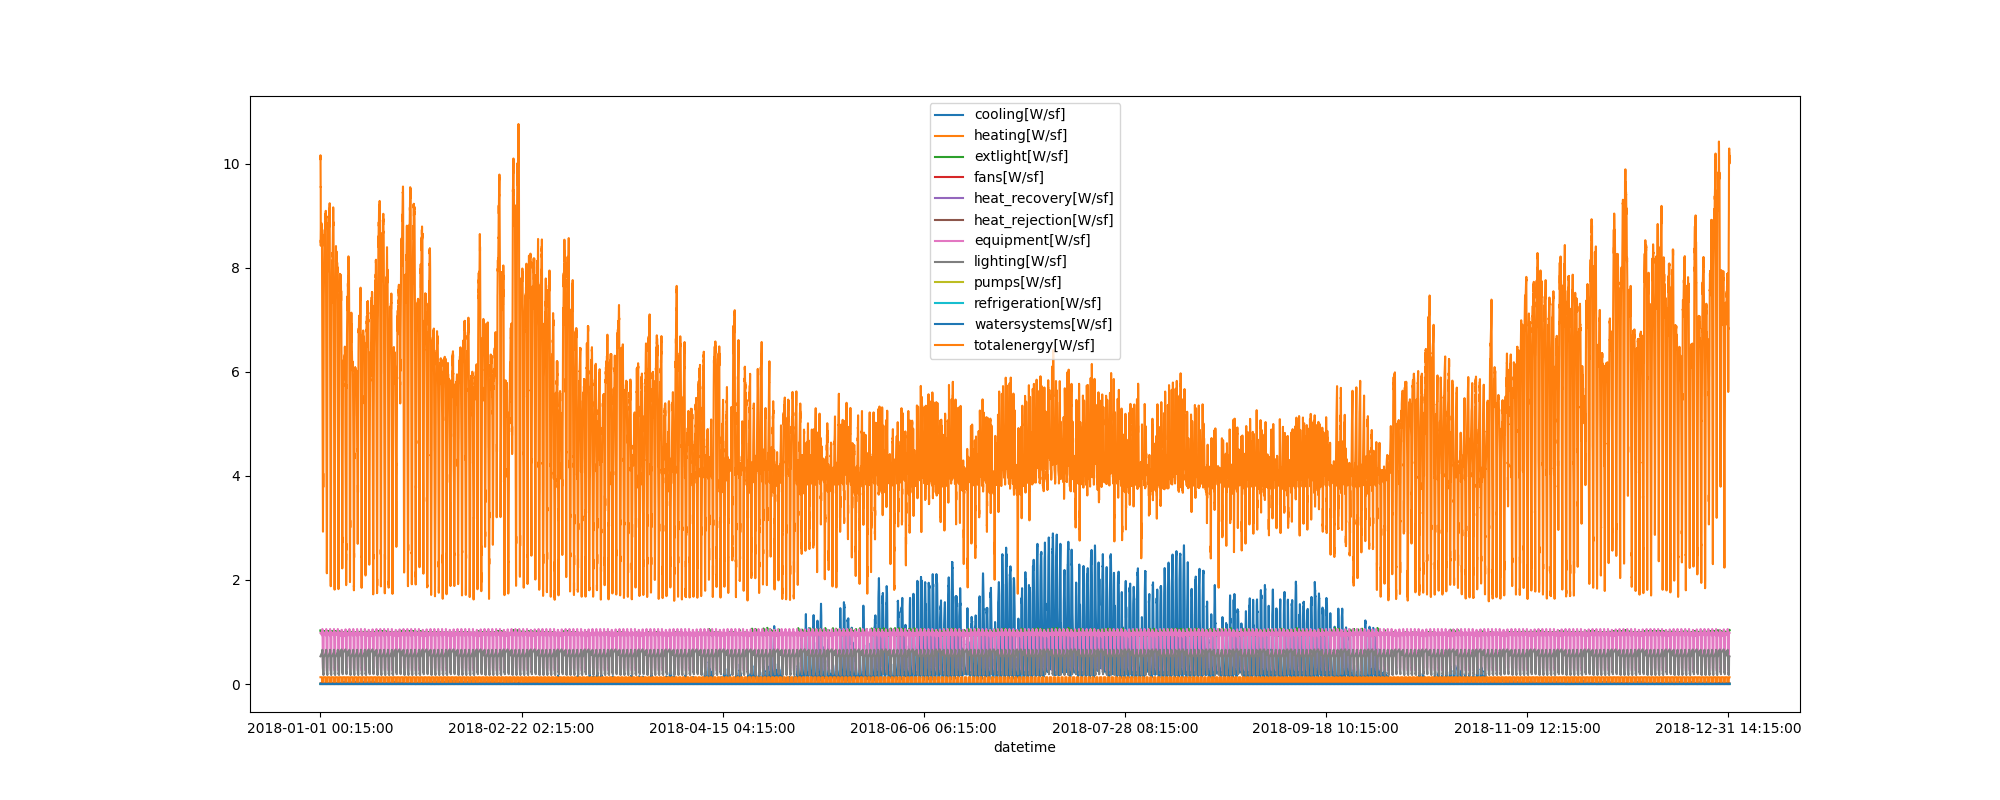 cooling[W/sf]
heating[W/sf]
extlight[W/sf]
fans[W/sf]
heat_recovery[W/sf]
heat_rejection[W/sf]
equipment[W/sf]
lighting[W/sf]
pumps[W/sf]
refrigeration[W/sf]
watersystems[W/sf]
totalenergy[W/sf]
10
8
6
4
2
0
2018-01-01 00:15:00 2018-02-22 02:15:00 2018-04-15 04:15:00 2018-06-06 06:15:00 2018-07-28 08:15:00 2018-09-18 10:15:00 2018-11-09 12:15:00 2018-12-31 14:15:00
datetime